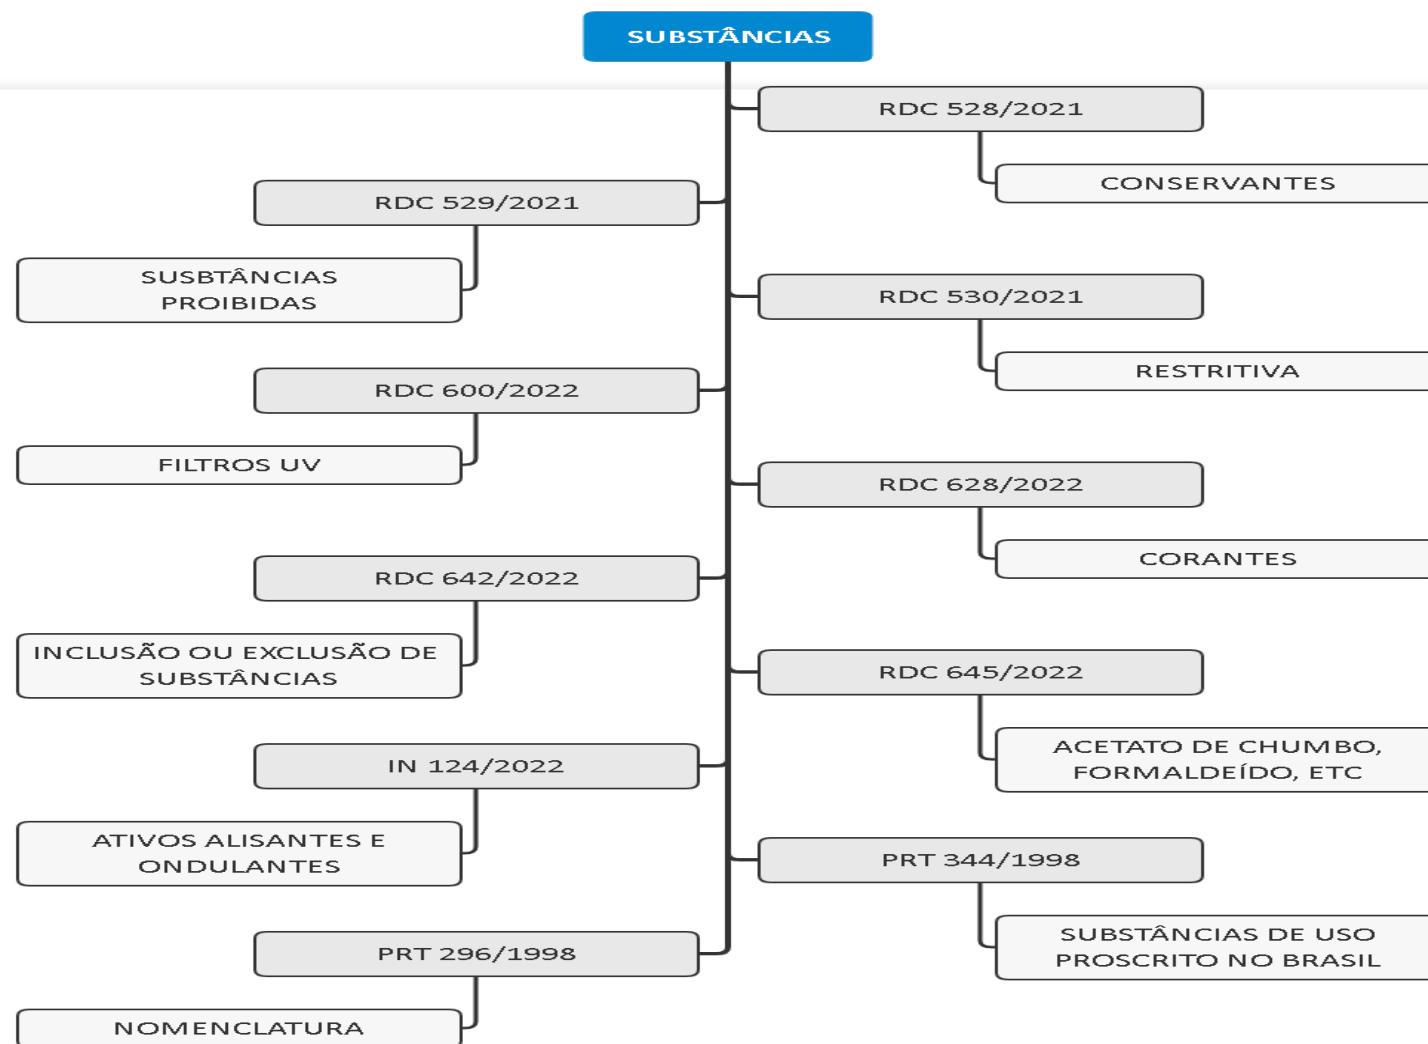 SUBSTÂNCIAS
RDC 528/2021
CONSERVANTES
RDC 529/2021
SUSBTÂNCIAS
PROIBIDAS
RDC 530/2021
RESTRITIVA
RDC 600/2022
FILTROS UV
RDC 628/2022
CORANTES
RDC 642/2022
INCLUSÃO OU EXCLUSÃO DE
SUBSTÂNCIAS
RDC 645/2022
ACETATO DE CHUMBO,
FORMALDEÍDO, ETC
IN 124/2022
ATIVOS ALISANTES E
ONDULANTES
PRT 344/1998
SUBSTÂNCIAS DE USO
PROSCRITO NO BRASIL
PRT 296/1998
NOMENCLATURA